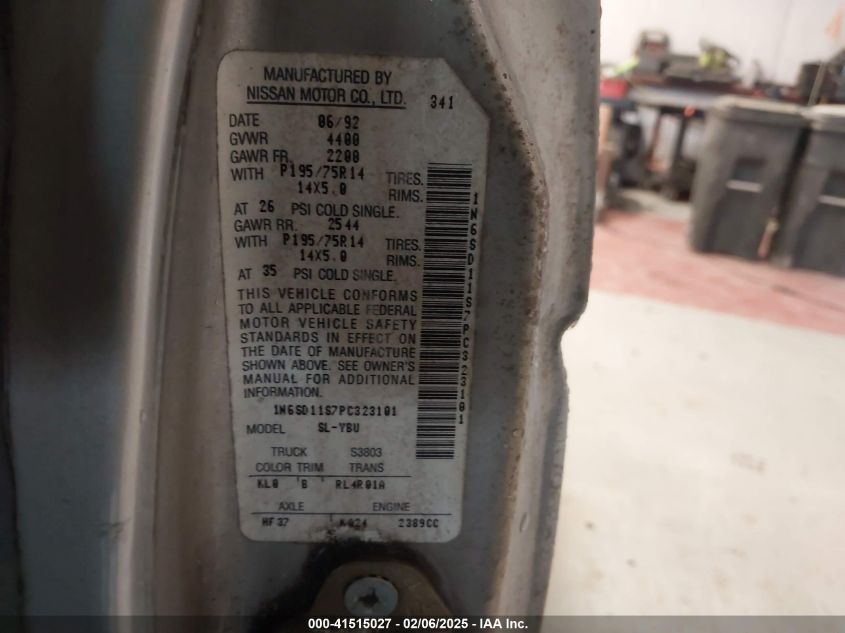 MANUFACTURED BY
NISSAN MOTOR CO., LTD. 341
DATE 06/92
GVWR 4400
GAWR FR. 2200
WITH P195/75R14 TIRES.
14X5.0 RIMS.
AT 26 PSI COLD SINGLE.
GAWR RR. 2544
WITH P195/75R14 TIRES.
14X5.0 RIMS.
AT 35 PSI COLD SINGLE.
THIS VEHICLE CONFORMS
TO ALL APPLICABLE FEDERAL
MOTOR VEHICLE SAFETY
STANDARDS IN EFFECT ON
THE DATE OF MANUFACTURE
SHOWN ABOVE. SEE OWNER'S
MANUAL FOR ADDITIONAL
INFORMATION.
1N6SD11S7PC323101
MODEL SL-YBU
TRUCK S3803
COLOR TRIM TRANS
KL0 B RL4R01A
AXLE ENGINE
HF37 KA24 2389CC
1N6SD11S7PC323101
000-41515027 - 02/06/2025 - IAA Inc.